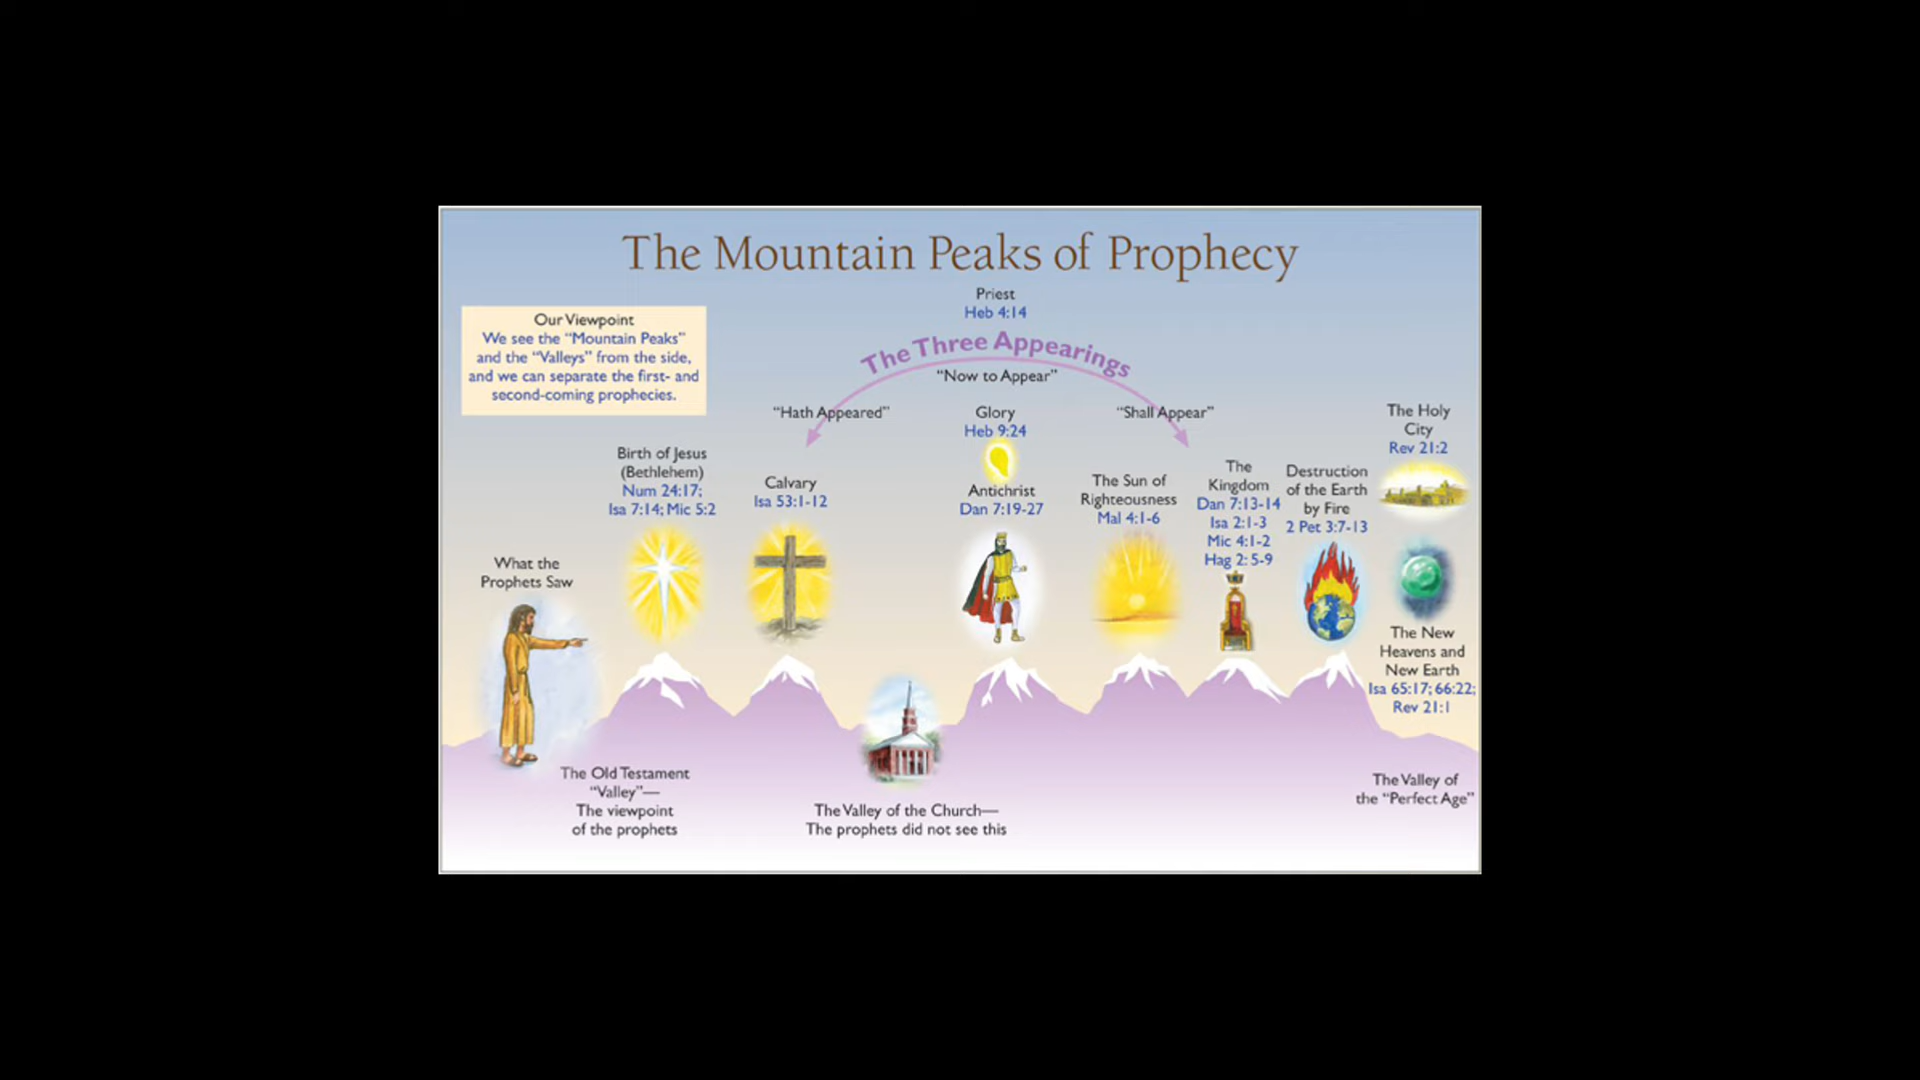 The Mountain Peaks of Prophecy
Our Viewpoint
We see the “Mountain Peaks”
and the “Valleys” from the side,
and we can separate the first- and
second-coming prophecies.
Priest
Heb 4:14
The Three Appearings
“Now to Appear”
“Hath Appeared”
Glory
Heb 9:24
“Shall Appear”
What the
Prophets Saw
Birth of Jesus
(Bethlehem)
Num 24:17;
Isa 7:14; Mic 5:2
Calvary
Isa 53:1-12
Antichrist
Dan 7:19-27
The Sun of
Righteousness
Mal 4:1-6
The
Kingdom
Dan 7:13-14
Isa 2:1-3
Mic 4:1-2
Hag 2: 5-9
Destruction
of the Earth
by Fire
2 Pet 3:7-13
The Holy
City
Rev 21:2
The New
Heavens and
New Earth
Isa 65:17; 66:22;
Rev 21:1
The Old Testament
“Valley”—
The viewpoint
of the prophets
The Valley of the Church—
The prophets did not see this
The Valley of
the “Perfect Age”